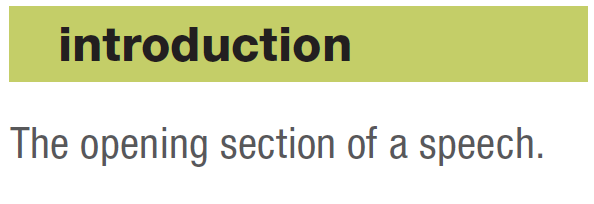 introduction
The opening section of a speech.